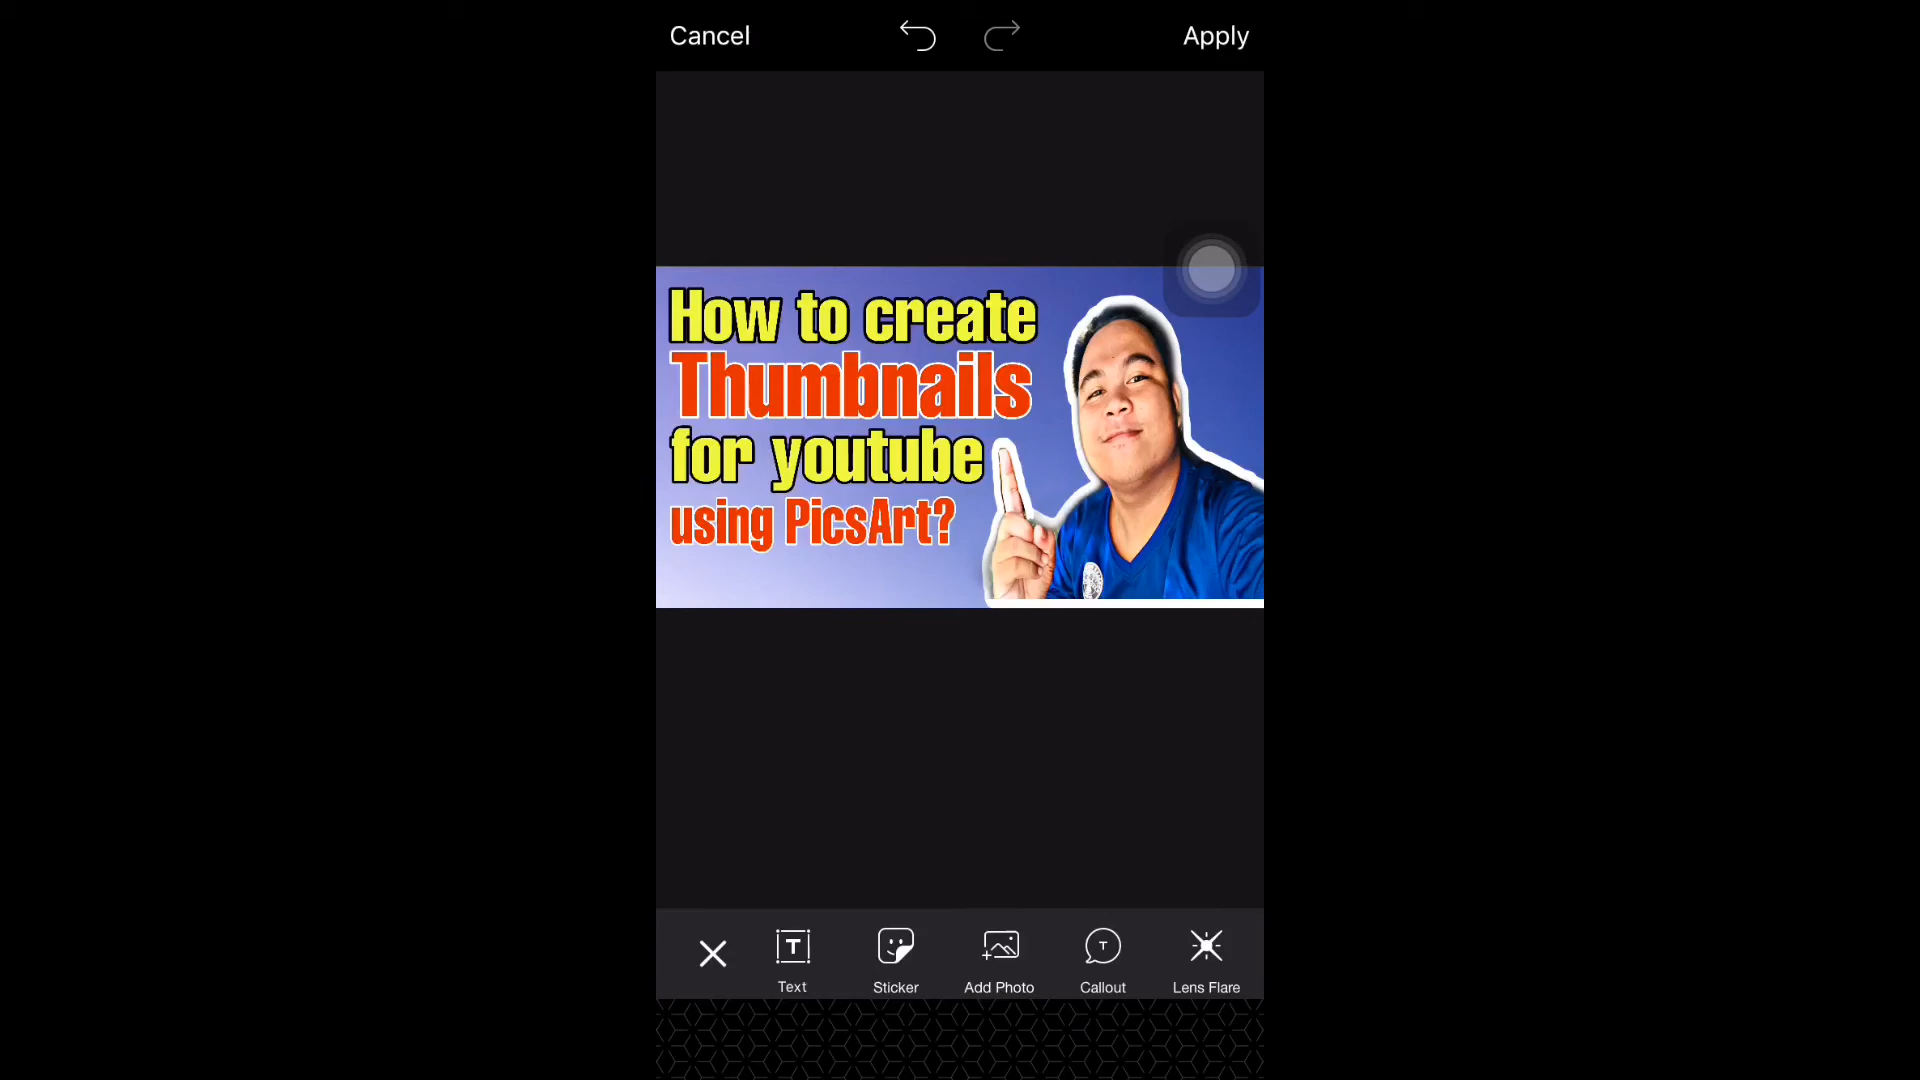 Cancel Apply
How to create
Thumbnails
for youtube
using PicsArt?
T T
Text Sticker Add Photo Callout Lens Flare